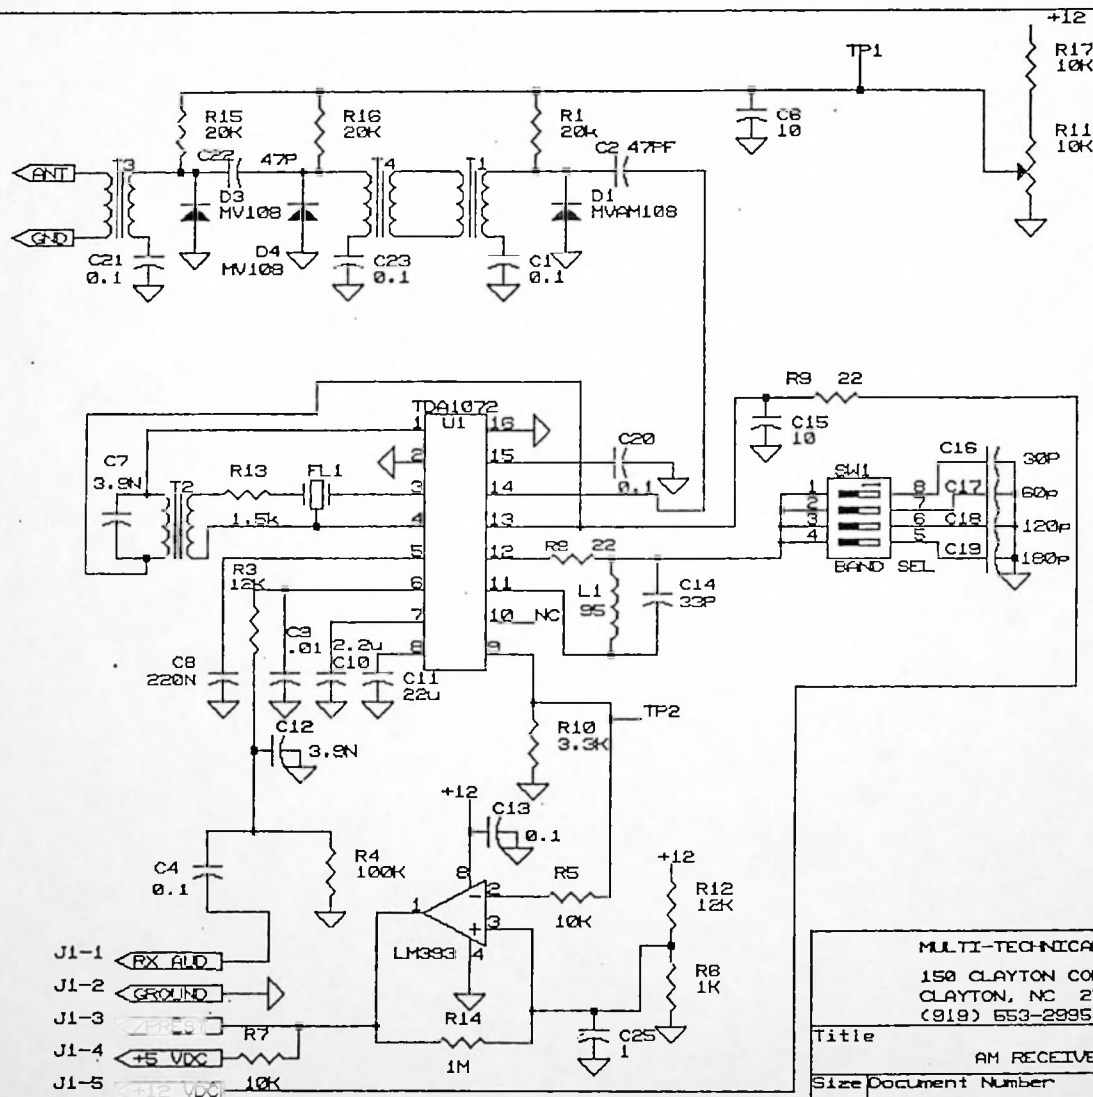 +12
R17
10K
TP1
R15
20K
R16
20K
R1
20K
C6
10
R11
10K
C22
47P
C2 47PF
ANT
T3
T4
T1
D3
MV108
D1
MVAM108
GND
C21
0.1
D4
MV108
C23
0.1
C1
0.1
R9 22
TDA1072
U1
C15
10
1
16
C20
0.1
C7
3.9N
2
15
C16
30P
T2
R13
1.5k
FL1
3
14
SW1
1
8
C17
60p
4
13
2
7
C18
120p
3
6
C19
180p
4
5
BAND SEL
5
12
R9 22
R3
12K
6
11
L1
95
C14
33P
C9
.01
2.2u
C10
7
10
NC
8
9
C8
220N
C11
22u
TP2
R10
3.3K
C12
3.9N
+12
C13
0.1
C4
0.1
R4
100K
8
R5
10K
+12
R12
12K
1
2
-
3
+
LM393
4
R8
1K
J1-1
RX AUD
J1-2
GROUND
J1-3
/PREST
R14
1M
C25
1
J1-4
+5 VDC
R7
10K
J1-5
+12 VDC
MULTI-TECHNICA
150 CLAYTON CO
CLAYTON, NC 2
(919) 553-2995
Title
AM RECEIVE
Size
Document Number